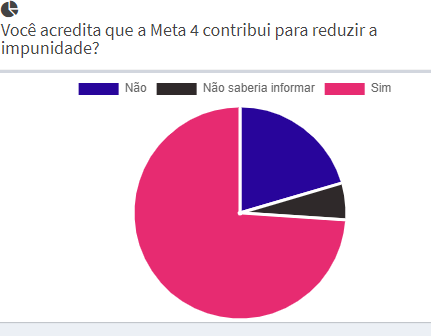 Você acredita que a Meta 4 contribui para reduzir a
impunidade?
Não
Não saberia informar
Sim